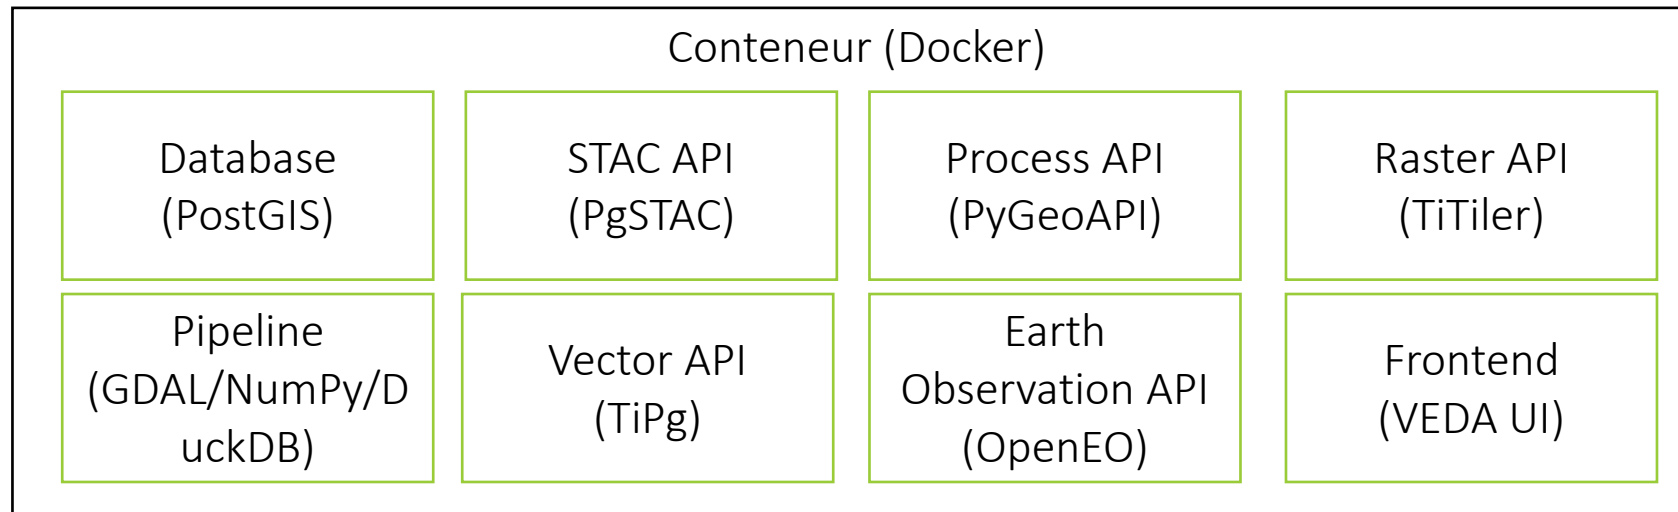 Conteneur (Docker)
Database
(PostGIS)
STAC API
(PgSTAC)
Process API
(PyGeoAPI)
Raster API
(TiTiler)
Pipeline
(GDAL/NumPy/D
uckDB)
Vector API
(TiPg)
Earth
Observation API
(OpenEO)
Frontend
(VEDA UI)